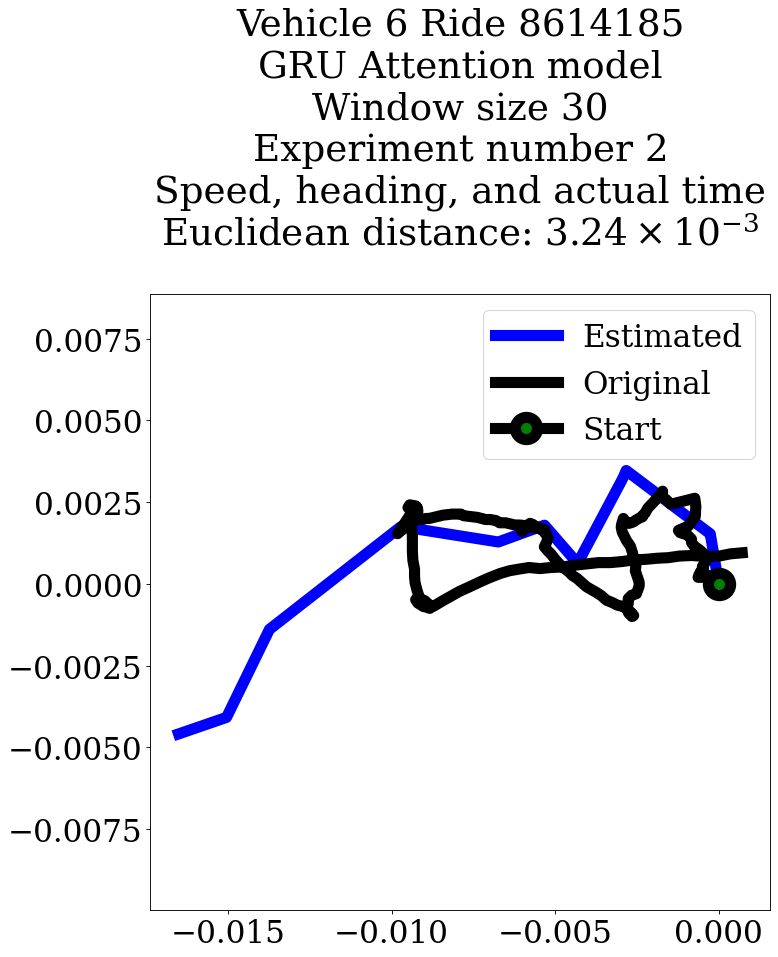 Vehicle 6 Ride 8614185
GRU Attention model
Window size 30
Experiment number 2
Speed, heading, and actual time
Euclidean distance: 3.24 × 10⁻³
Estimated
Original
Start
0.0075
0.0050
0.0025
0.0000
−0.0025
−0.0050
−0.0075
−0.015 −0.010 −0.005 0.000